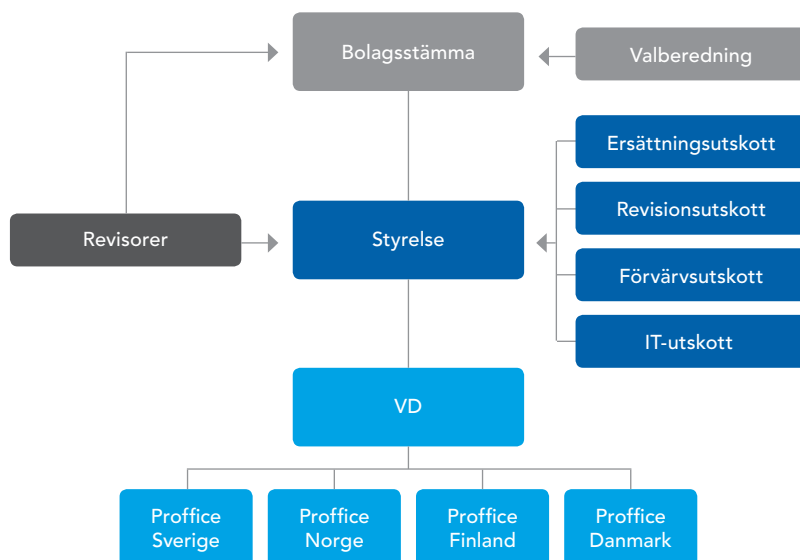 Bolagsstämma
Valberedning
Ersättningsutskott
Revisionsutskott
Revisorer
Styrelse
Förvärvsutskott
IT-utskott
VD
Proffice
Sverige
Proffice
Norge
Proffice
Finland
Proffice
Danmark